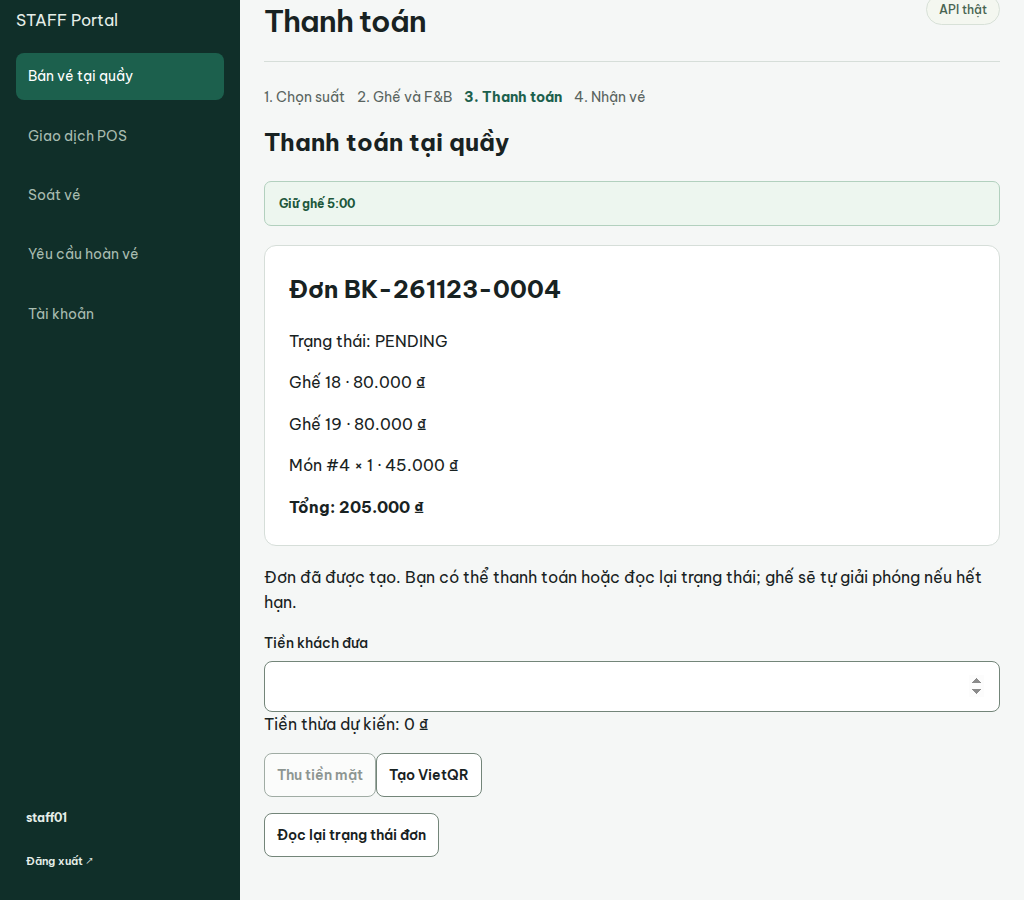 STAFF Portal
Bán vé tại quầy
Giao dịch POS
Soát vé
Yêu cầu hoàn vé
Tài khoản
staff01
Đăng xuất ↗
Thanh toán
API thật
1. Chọn suất 2. Ghế và F&B 3. Thanh toán 4. Nhận vé
Thanh toán tại quầy
Giữ ghế 5:00
Đơn BK-261123-0004
Trạng thái: PENDING
Ghế 18 · 80.000 ₫
Ghế 19 · 80.000 ₫
Món #4 × 1 · 45.000 ₫
Tổng: 205.000 ₫
Đơn đã được tạo. Bạn có thể thanh toán hoặc đọc lại trạng thái; ghế sẽ tự giải phóng nếu hết
hạn.
Tiền khách đưa
Tiền thừa dự kiến: 0 ₫
Thu tiền mặt Tạo VietQR
Đọc lại trạng thái đơn